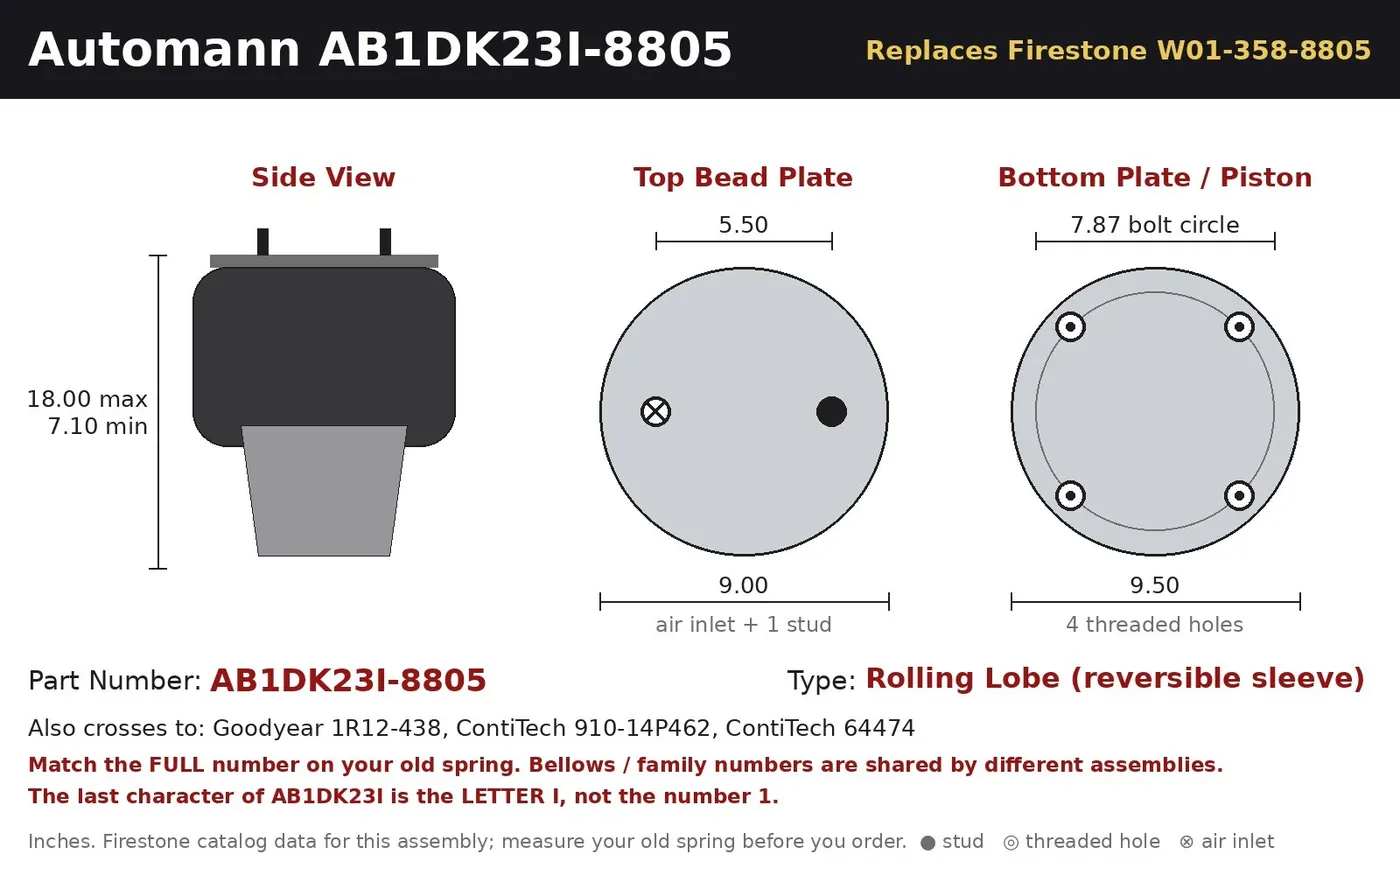 Automann AB1DK23I-8805
Replaces Firestone W01-358-8805
Side View
Top Bead Plate
Bottom Plate / Piston
5.50
7.87 bolt circle
18.00 max
7.10 min
9.00
9.50
air inlet + 1 stud
4 threaded holes
Part Number: AB1DK23I-8805
Type: Rolling Lobe (reversible sleeve)
Also crosses to: Goodyear 1R12-438, ContiTech 910-14P462, ContiTech 64474
Match the FULL number on your old spring. Bellows / family numbers are shared by different assemblies.
The last character of AB1DK23I is the LETTER I, not the number 1.
Inches. Firestone catalog data for this assembly; measure your old spring before you order. ● stud ◎ threaded hole ⊗ air inlet